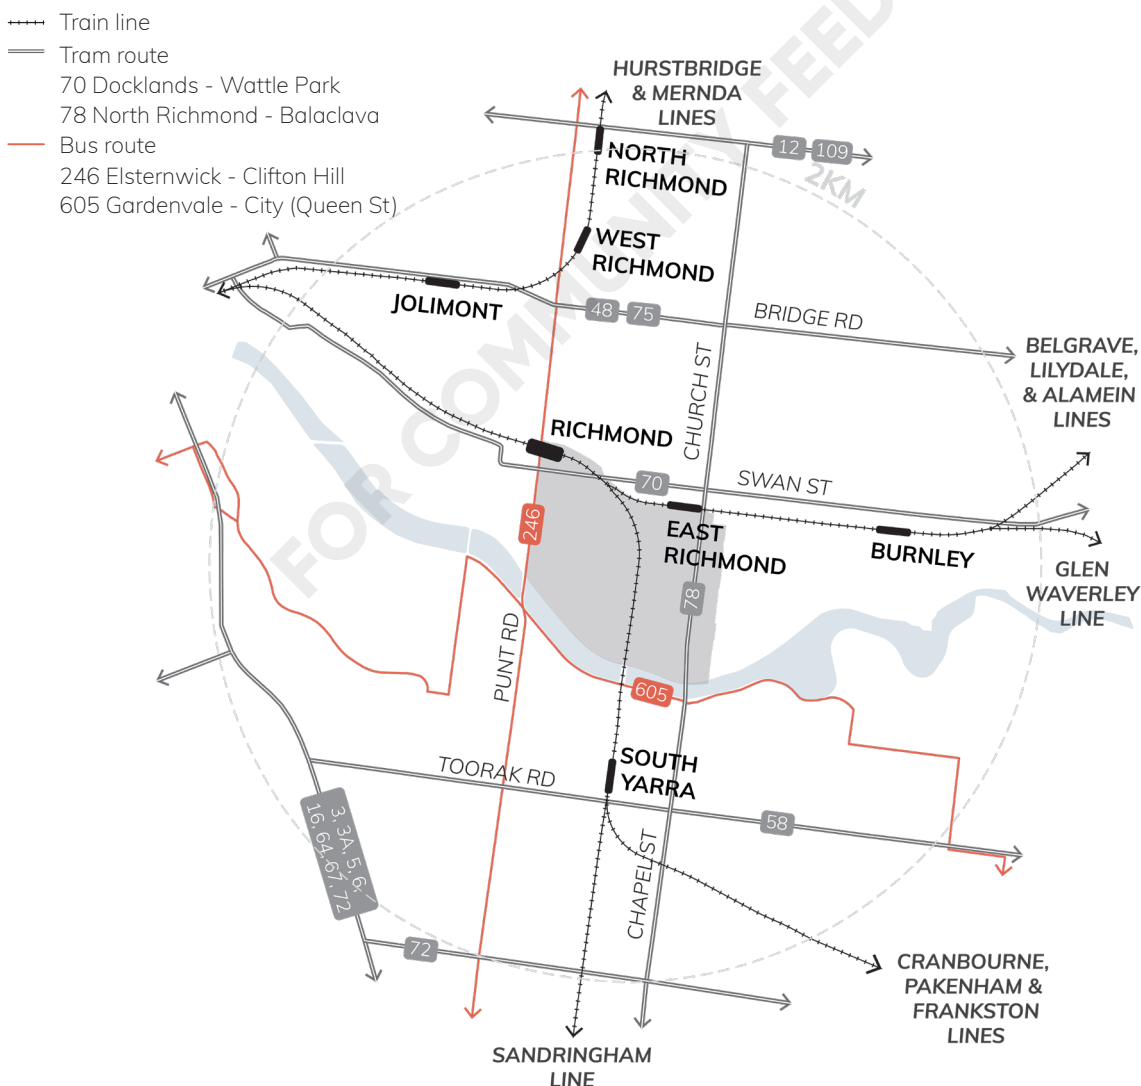 Train line
Tram route
70 Docklands - Wattle Park
78 North Richmond - Balaclava
Bus route
246 Elsternwick - Clifton Hill
605 Gardenvale - City (Queen St)
HURSTBRIDGE
& MERNDA
LINES
12
109
NORTH
RICHMOND
2KM
WEST
RICHMOND
JOLIMONT
48
75
BRIDGE RD
BELGRAVE,
LILYDALE,
& ALAMEIN
LINES
CHURCH ST
RICHMOND
70
SWAN ST
246
EAST
RICHMOND
BURNLEY
GLEN
WAVERLEY
LINE
78
PUNT RD
605
TOORAK RD
SOUTH
YARRA
58
3, 3A, 5, 6,
16, 64, 67, 72
CHAPEL ST
72
CRANBOURNE,
PAKENHAM &
FRANKSTON
LINES
SANDRINGHAM
LINE
FOR COMMUNITY FEED